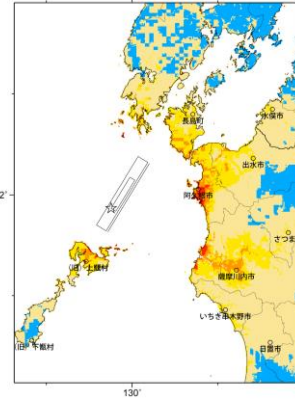 長島町
水俣市
出水市
2゜
阿久根市
さつま
(旧)上甑村
薩摩川内市
いちき串木野市
(旧)下甑村
日置市
130゜